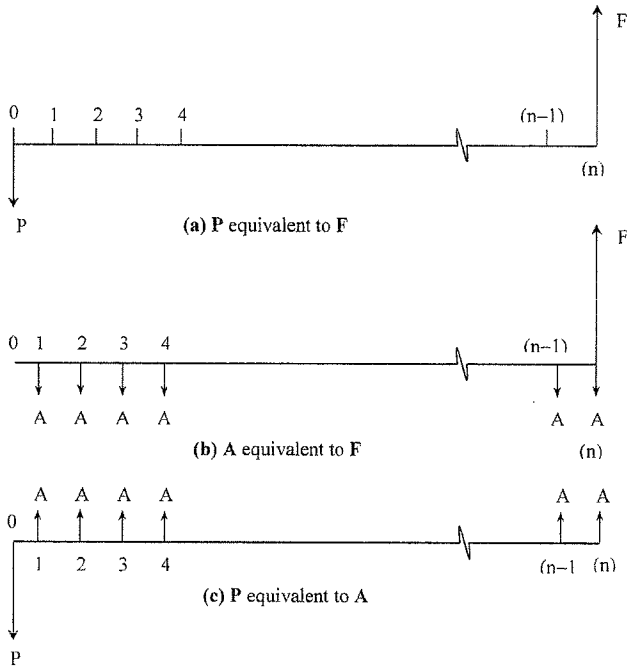 F
0 1 2 3 4 (n−1)
(n)
P
(a) P equivalent to F
F
0 1 2 3 4 (n−1)
A A A A A A
(b) A equivalent to F (n)
A A A A A A
0
1 2 3 4 (n−1 (n)
(c) P equivalent to A
P